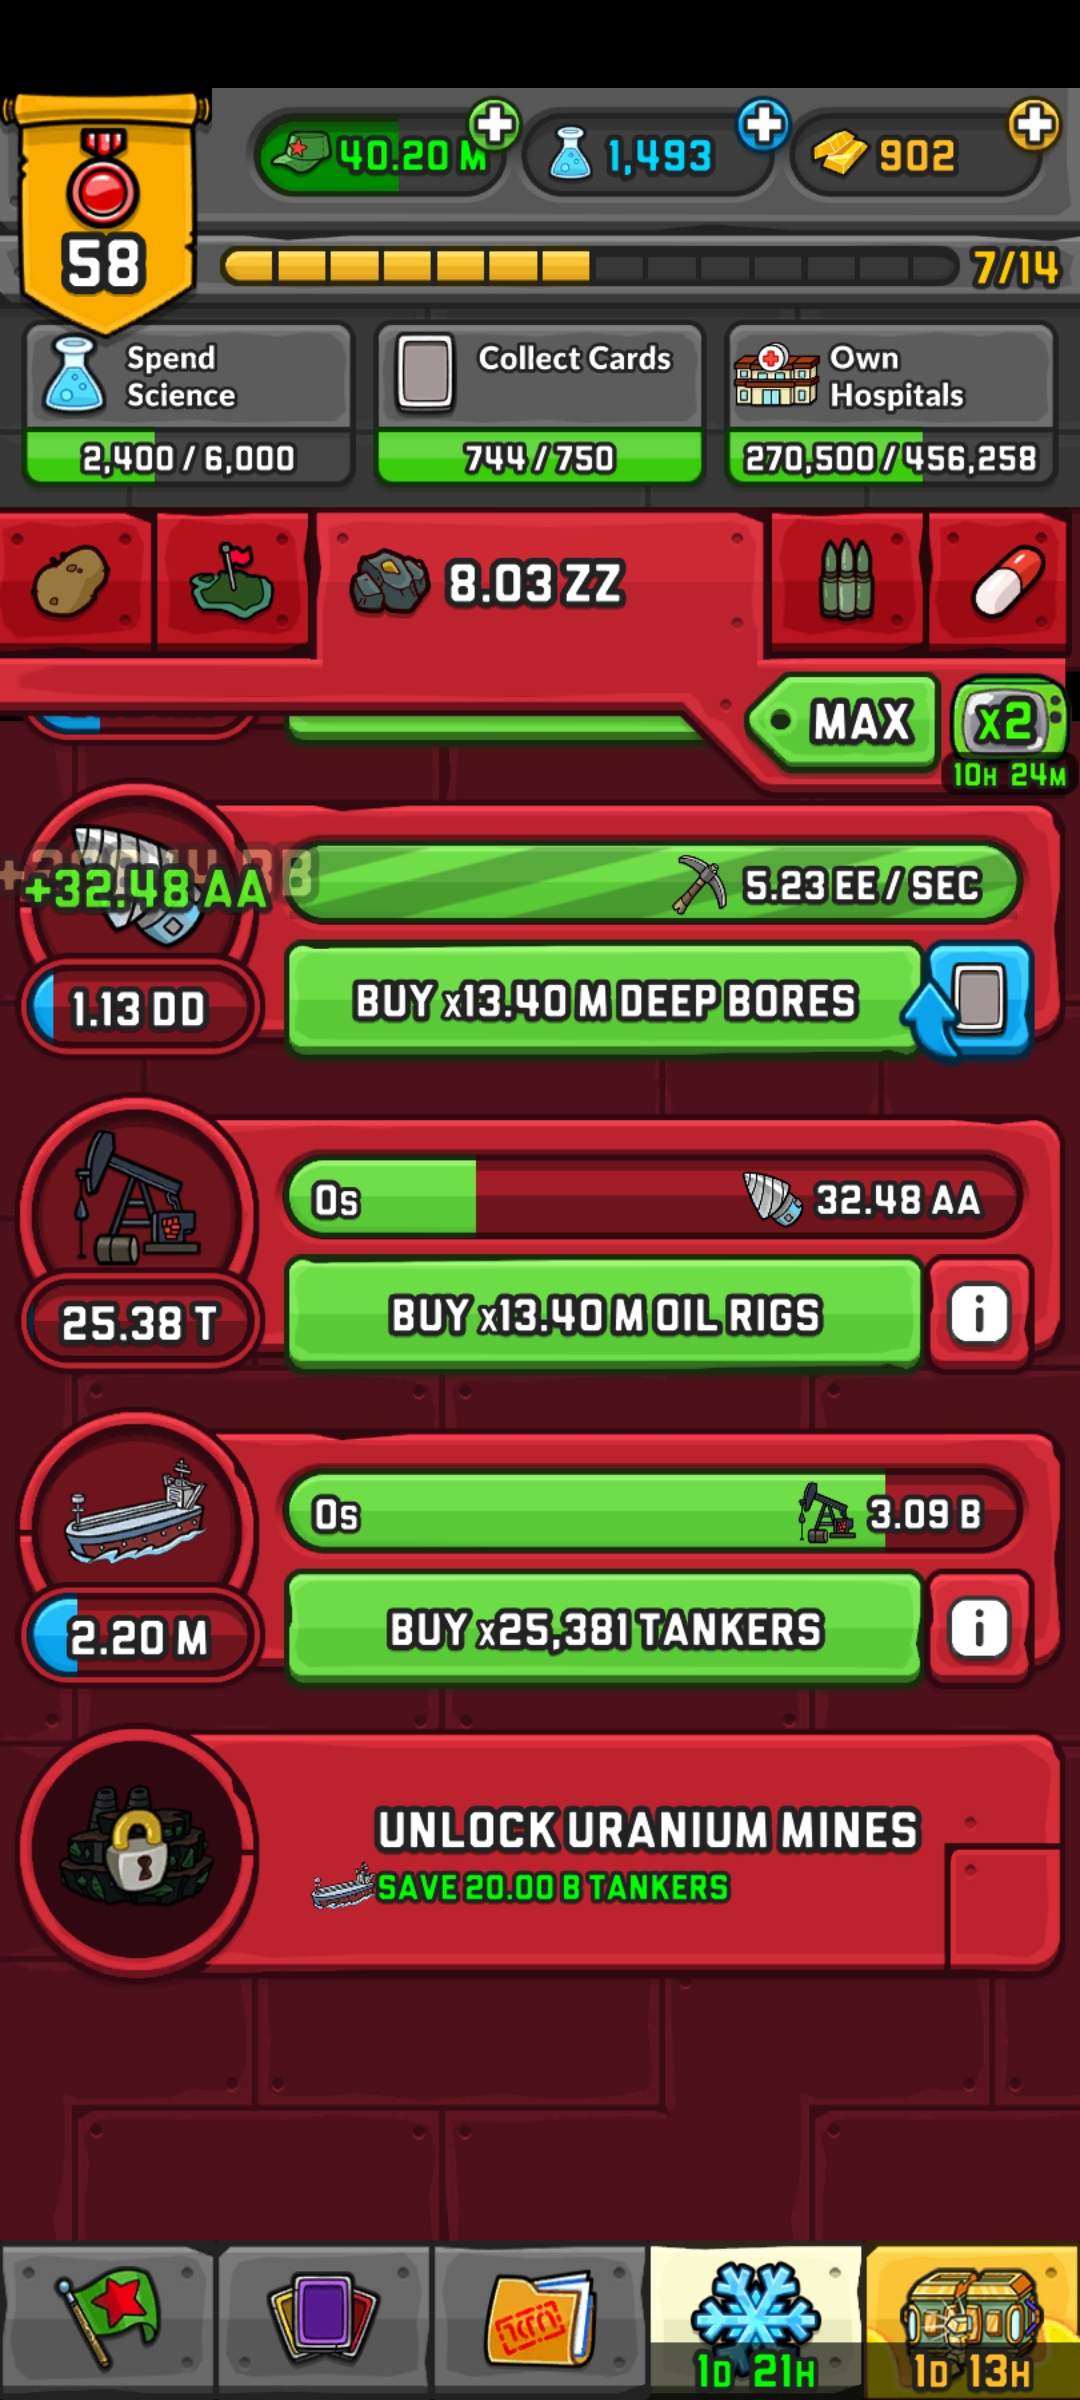 40.20 M
1,493
902
58
7/14
Spend
Science
2,400 / 6,000
Collect Cards
744 / 750
Own
Hospitals
270,500 / 456,258
8.03 ZZ
MAX
x2
10H 24M
+32.48 AA
5.23 EE / SEC
1.13 DD
BUY x13.40 M DEEP BORES
0s
32.48 AA
25.38 T
BUY x13.40 M OIL RIGS
i
0s
3.09 B
2.20 M
BUY x25,381 TANKERS
i
UNLOCK URANIUM MINES
SAVE 20.00 B TANKERS
1D 21H
1D 13H